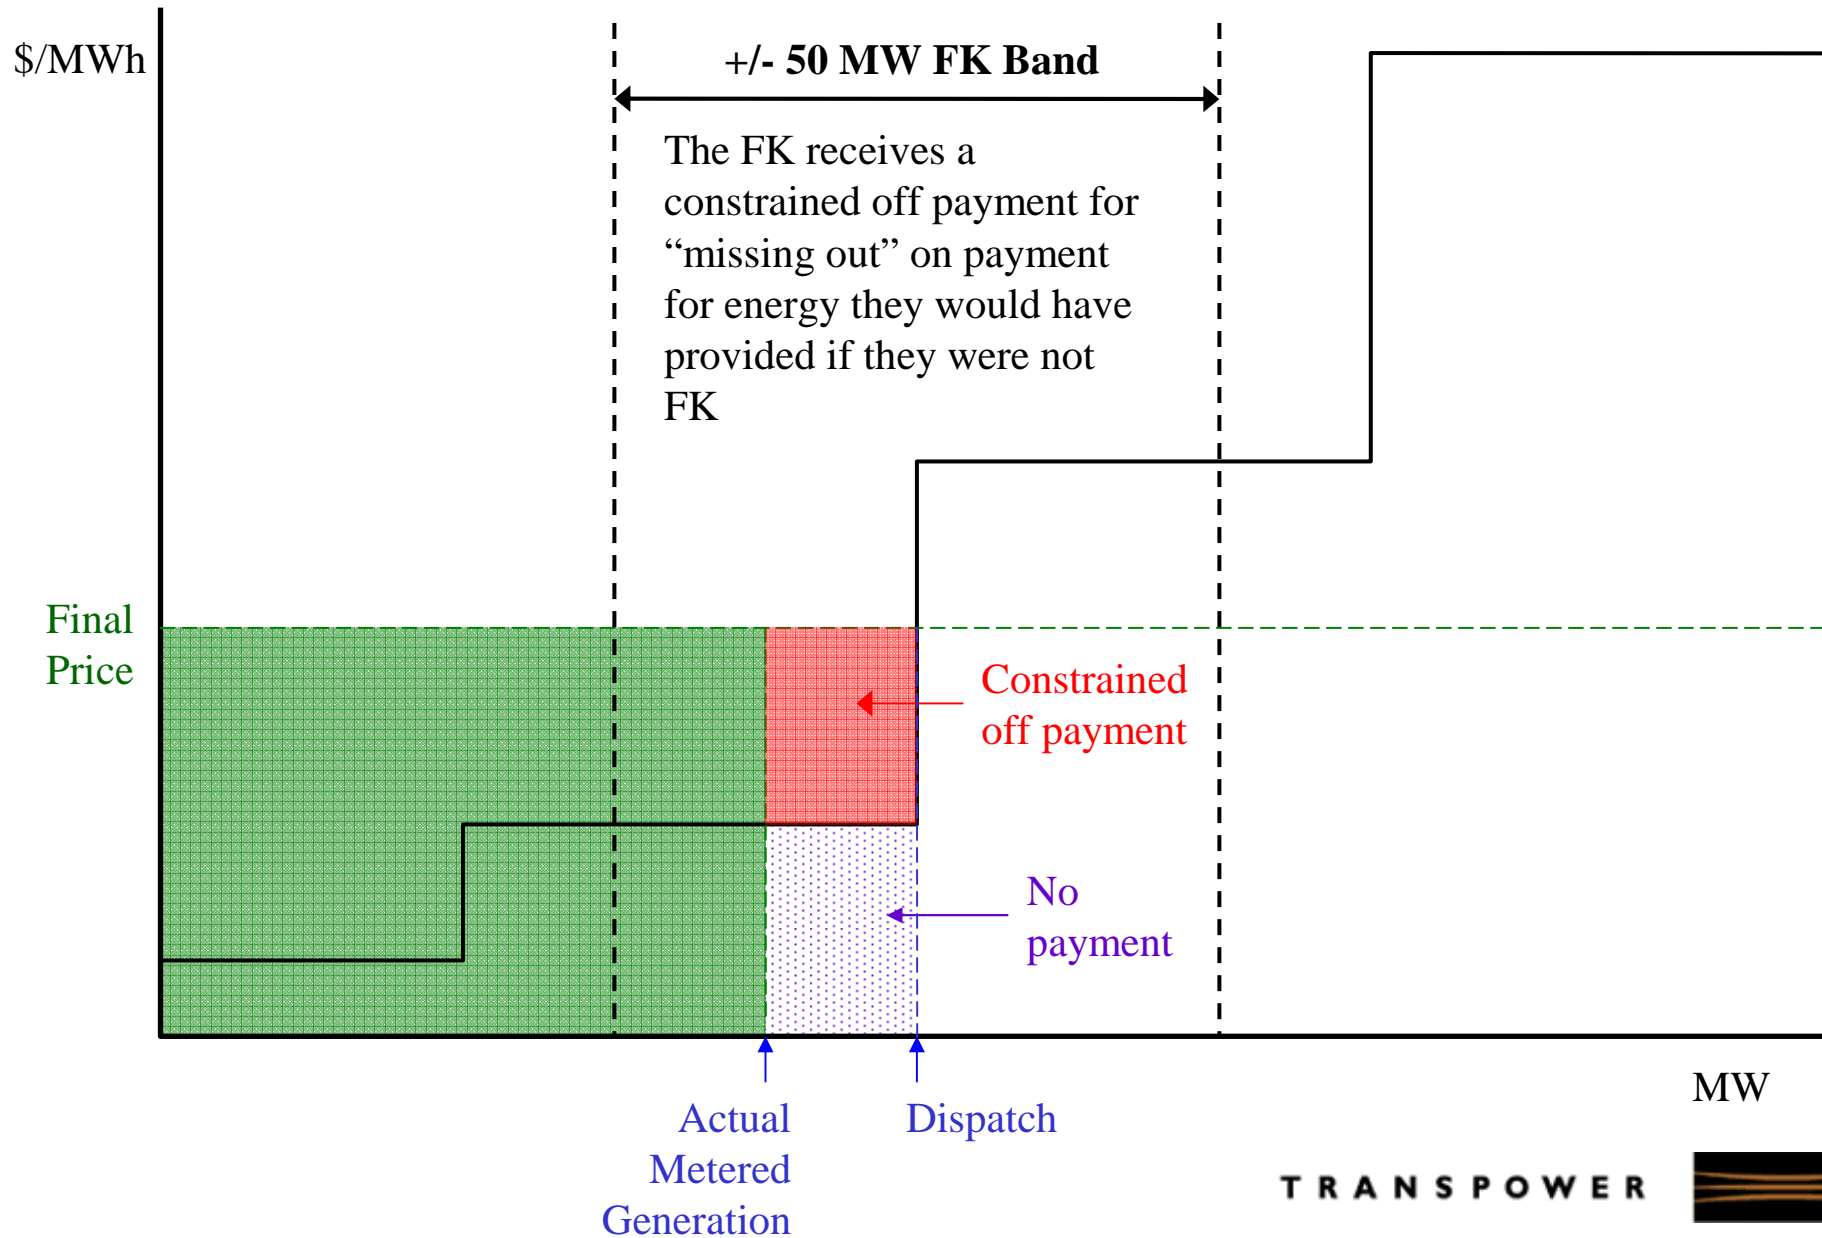 $/MWh
+/- 50 MW FK Band
The FK receives a
constrained off payment for
“missing out” on payment
for energy they would have
provided if they were not
FK
Final
Price
Constrained
off payment
No
payment
MW
Actual
Metered
Generation
Dispatch
TRANSPOWER